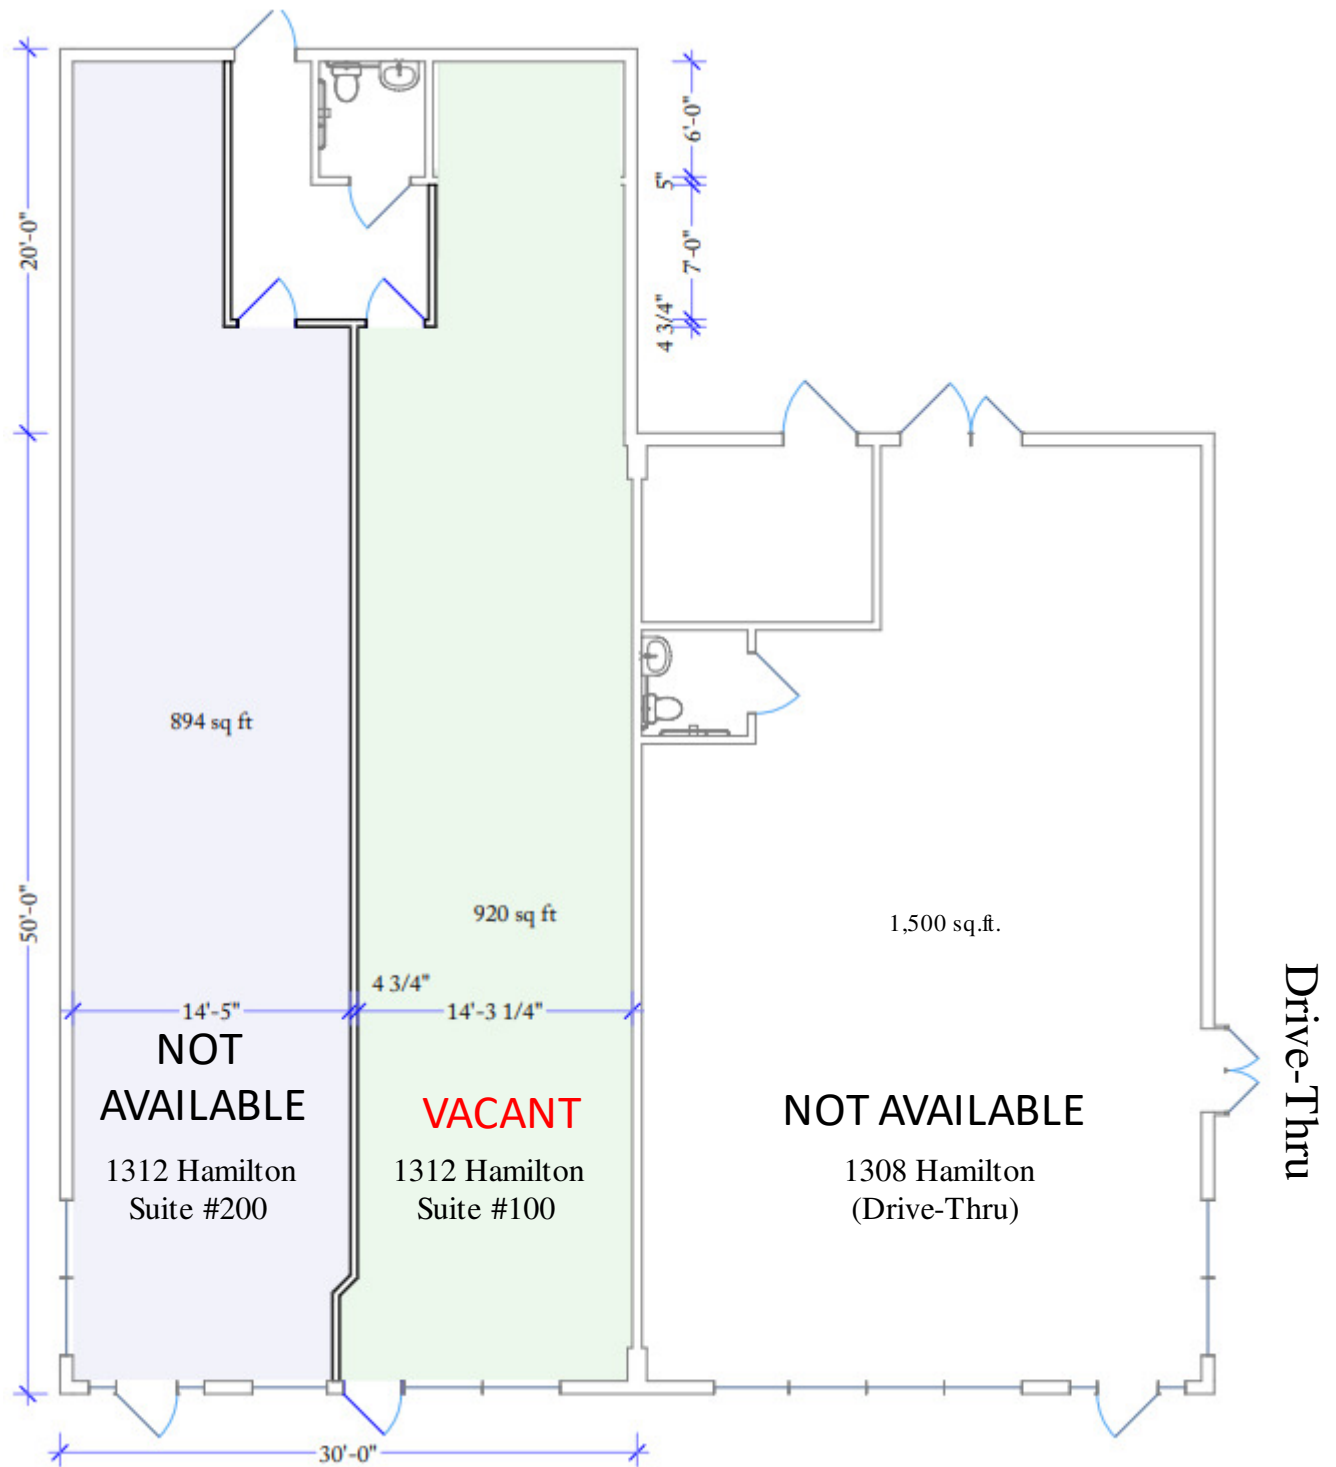 6'-0"
5"
20'-0"
7'-0"
4 3/4"
894 sq ft
50'-0"
920 sq ft
1,500 sq.ft.
4 3/4"
14'-5"
14'-3 1/4"
NOT
AVAILABLE
1312 Hamilton
Suite #200
VACANT
1312 Hamilton
Suite #100
NOT AVAILABLE
1308 Hamilton
(Drive-Thru)
Drive-Thru
30'-0"